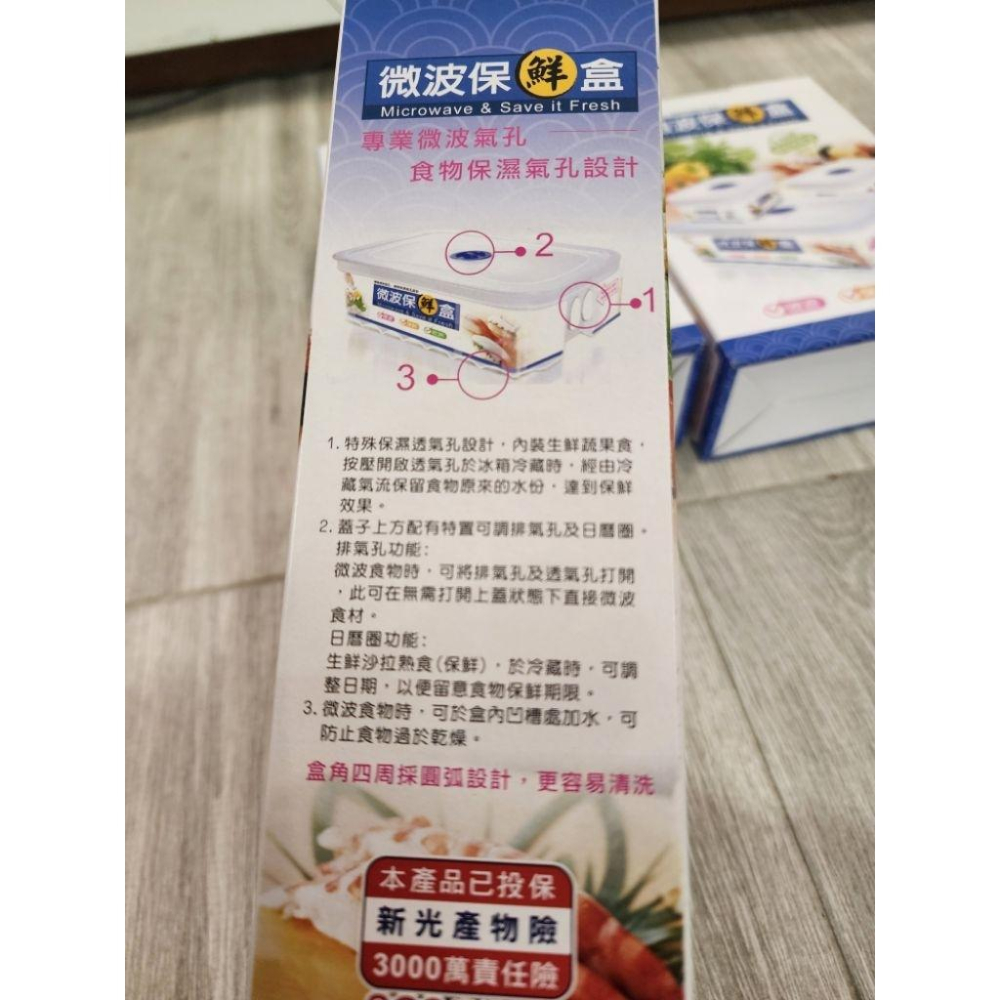 微波保鮮盒
Microwave & Save it Fresh
專業微波氣孔
食物保濕氣孔設計
2
1
3
微波保鮮盒
1. 特殊保濕透氣孔設計，內裝生鮮蔬果食，
按壓開啟透氣孔於冰箱冷藏時，經由冷
藏氣流保留食物原來的水份，達到保鮮
效果。
2. 蓋子上方配有特置可調排氣孔及日曆圈。
排氣孔功能：
微波食物時，可將排氣孔及透氣孔打開
，此可在無需打開上蓋狀態下直接微波
食材。
日曆圈功能：
生鮮沙拉熟食(保鮮)，於冷藏時，可調
整日期，以便留意食物保鮮期限。
3. 微波食物時，可於盒內凹槽處加水，可
防止食物過於乾燥。
盒角四周採圓弧設計，更容易清洗
本產品已投保
新光產物險
3000萬責任險